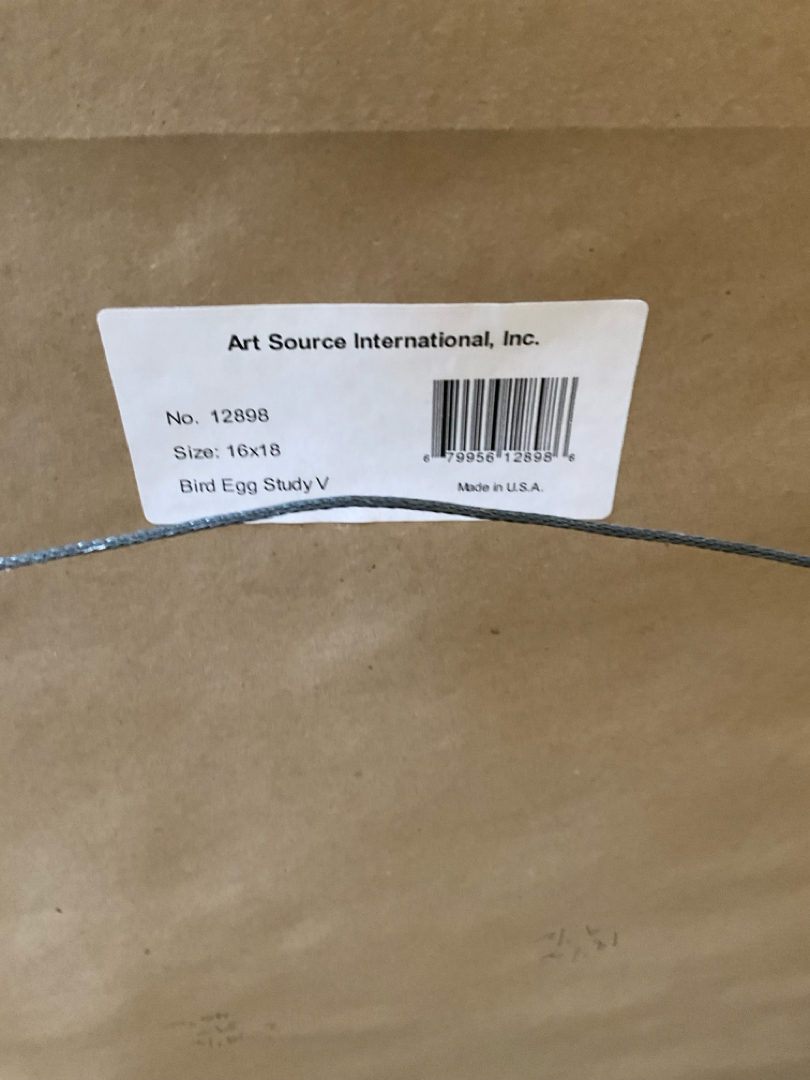 Art Source International, Inc.
No. 12898
Size: 16x18
Bird Egg Study V
6 79956 12898 6
Made in U.S.A.